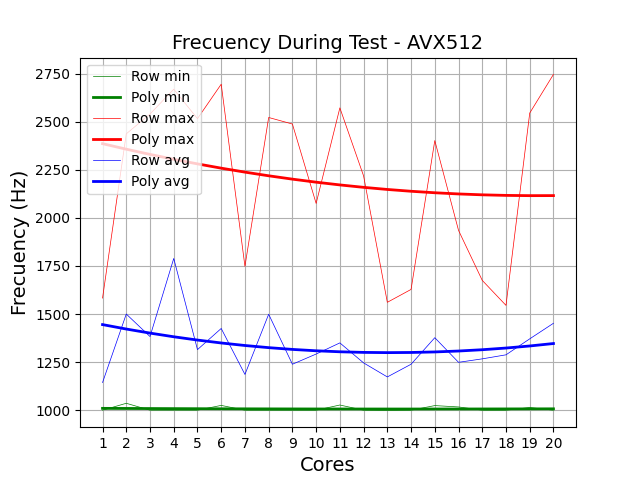 Frecuency During Test - AVX512
Row min
Poly min
Row max
Poly max
Row avg
Poly avg
Frecuency (Hz)
2750
2500
2250
2000
1750
1500
1250
1000
1 2 3 4 5 6 7 8 9 10 11 12 13 14 15 16 17 18 19 20
Cores